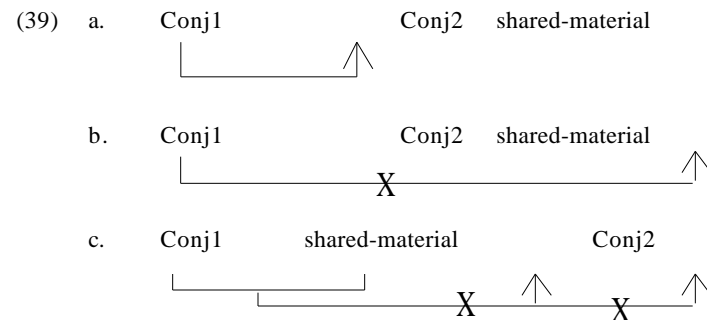 (39) a. Conj1 Conj2 shared-material
b. Conj1 Conj2 shared-material
X
c. Conj1 shared-material Conj2
X X